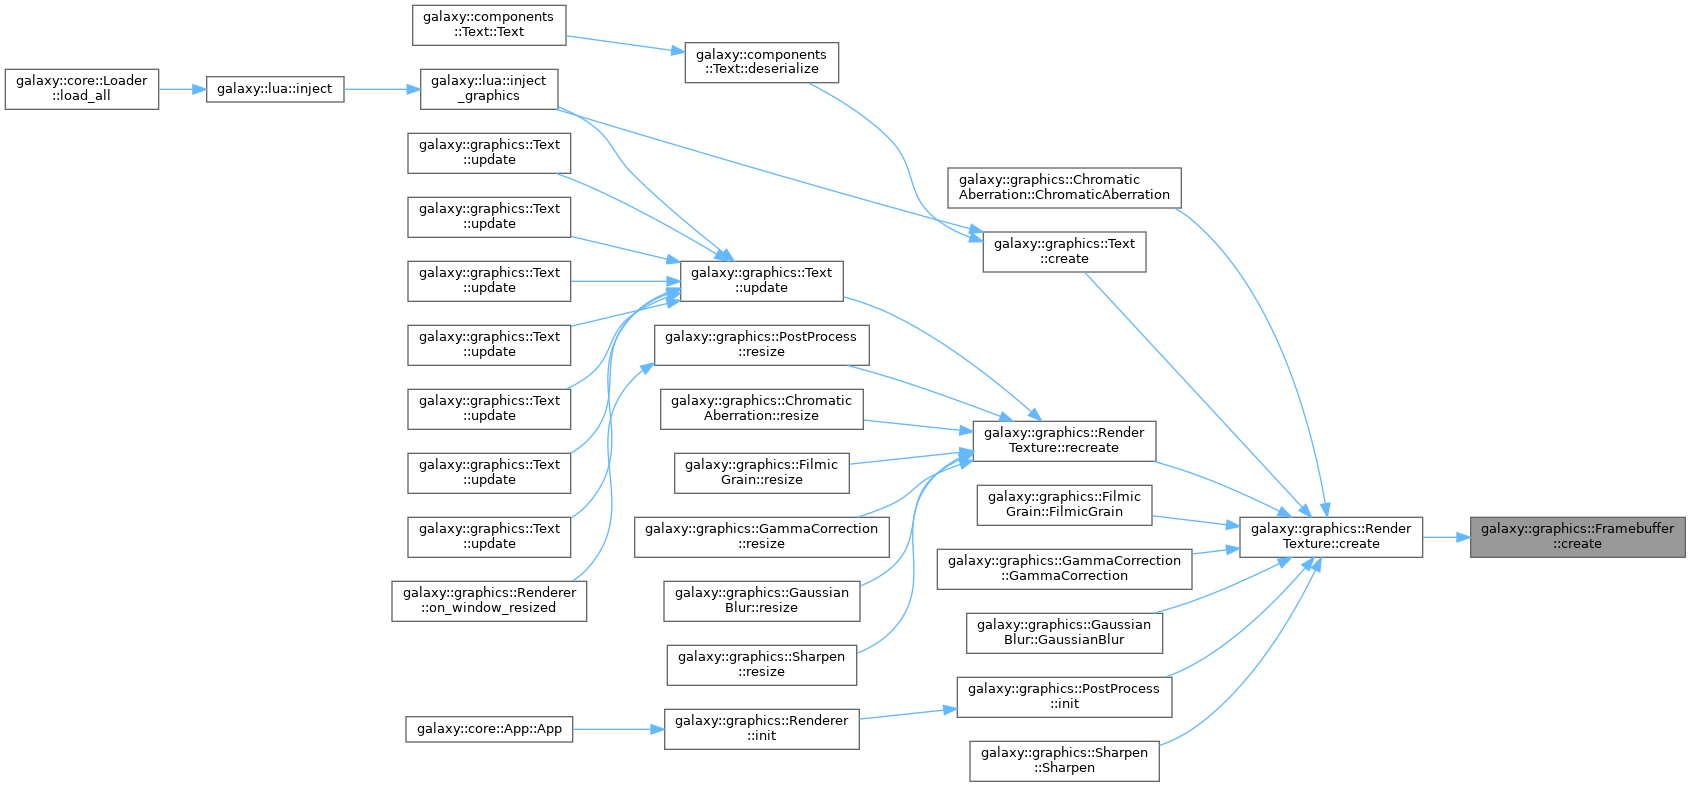 galaxy::components
::Text::Text
galaxy::components
::Text::deserialize
galaxy::core::Loader
::load_all
galaxy::lua::inject
galaxy::lua::inject
_graphics
galaxy::graphics::Text
::update
galaxy::graphics::Chromatic
Aberration::ChromaticAberration
galaxy::graphics::Text
::update
galaxy::graphics::Text
::create
galaxy::graphics::Text
::update
galaxy::graphics::Text
::update
galaxy::graphics::Text
::update
galaxy::graphics::PostProcess
::resize
galaxy::graphics::Text
::update
galaxy::graphics::Chromatic
Aberration::resize
galaxy::graphics::Render
Texture::recreate
galaxy::graphics::Text
::update
galaxy::graphics::Filmic
Grain::resize
galaxy::graphics::Filmic
Grain::FilmicGrain
galaxy::graphics::Text
::update
galaxy::graphics::GammaCorrection
::resize
galaxy::graphics::Render
Texture::create
galaxy::graphics::Framebuffer
::create
galaxy::graphics::GammaCorrection
::GammaCorrection
galaxy::graphics::Renderer
::on_window_resized
galaxy::graphics::Gaussian
Blur::resize
galaxy::graphics::Gaussian
Blur::GaussianBlur
galaxy::graphics::Sharpen
::resize
galaxy::graphics::PostProcess
::init
galaxy::core::App::App
galaxy::graphics::Renderer
::init
galaxy::graphics::Sharpen
::Sharpen